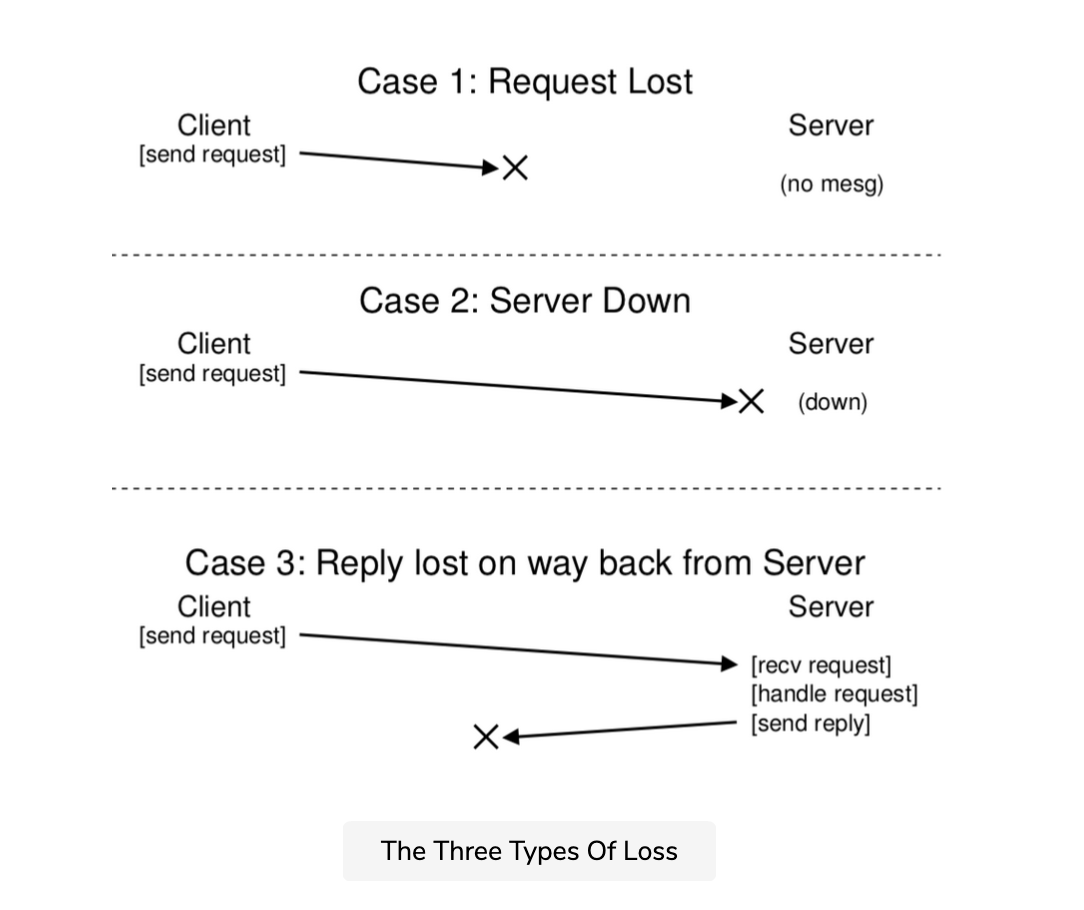 Case 1: Request Lost
Client
Server
[send request]
(no mesg)
Case 2: Server Down
Client
Server
[send request]
(down)
Case 3: Reply lost on way back from Server
Client
Server
[send request]
[recv request]
[handle request]
[send reply]
The Three Types Of Loss